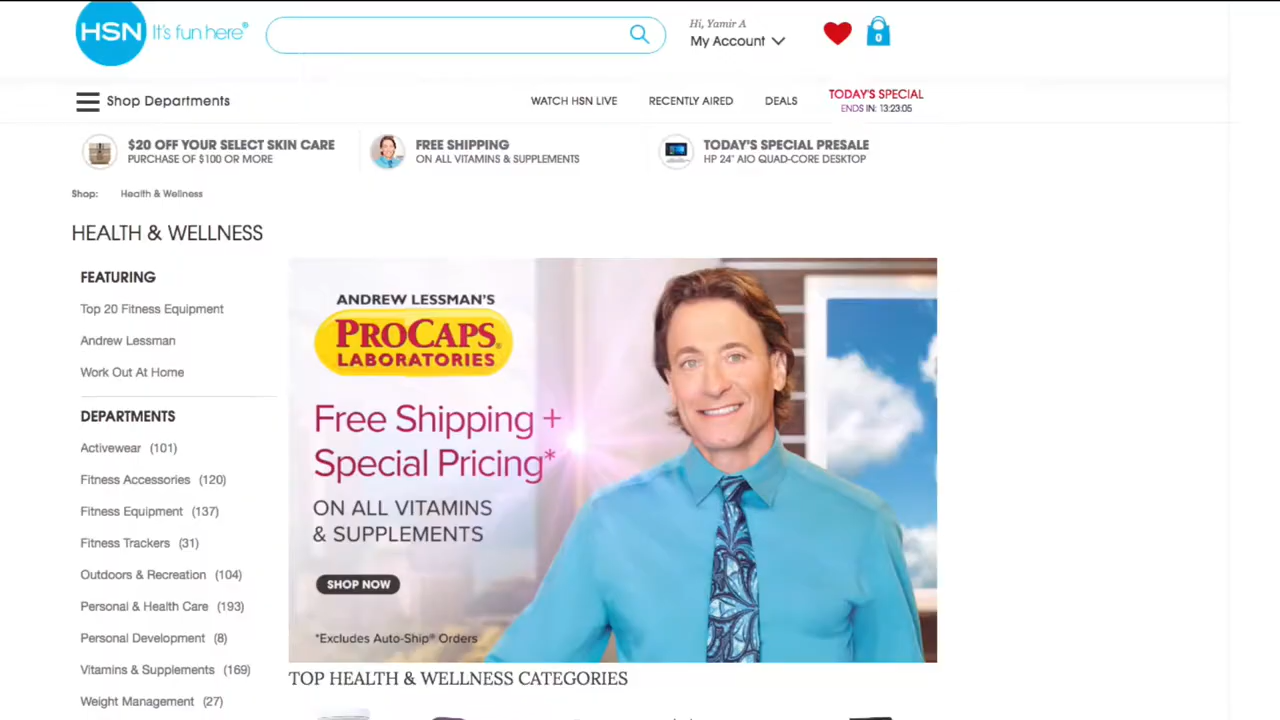 HSN It's fun here®
Hi, Yamir A
My Account
0
Shop Departments
WATCH HSN LIVE
RECENTLY AIRED
DEALS
TODAY'S SPECIAL
ENDS IN: 13:23:05
$20 OFF YOUR SELECT SKIN CARE
PURCHASE OF $100 OR MORE
FREE SHIPPING
ON ALL VITAMINS & SUPPLEMENTS
TODAY'S SPECIAL PRESALE
HP 24" AIO QUAD-CORE DESKTOP
Shop: Health & Wellness
HEALTH & WELLNESS
FEATURING
Top 20 Fitness Equipment
Andrew Lessman
Work Out At Home
DEPARTMENTS
Activewear (101)
Fitness Accessories (120)
Fitness Equipment (137)
Fitness Trackers (31)
Outdoors & Recreation (104)
Personal & Health Care (193)
Personal Development (8)
Vitamins & Supplements (169)
Weight Management (27)
ANDREW LESSMAN'S
PROCAPS®
LABORATORIES
Free Shipping +
Special Pricing*
ON ALL VITAMINS
& SUPPLEMENTS
SHOP NOW
*Excludes Auto-Ship® Orders
TOP HEALTH & WELLNESS CATEGORIES